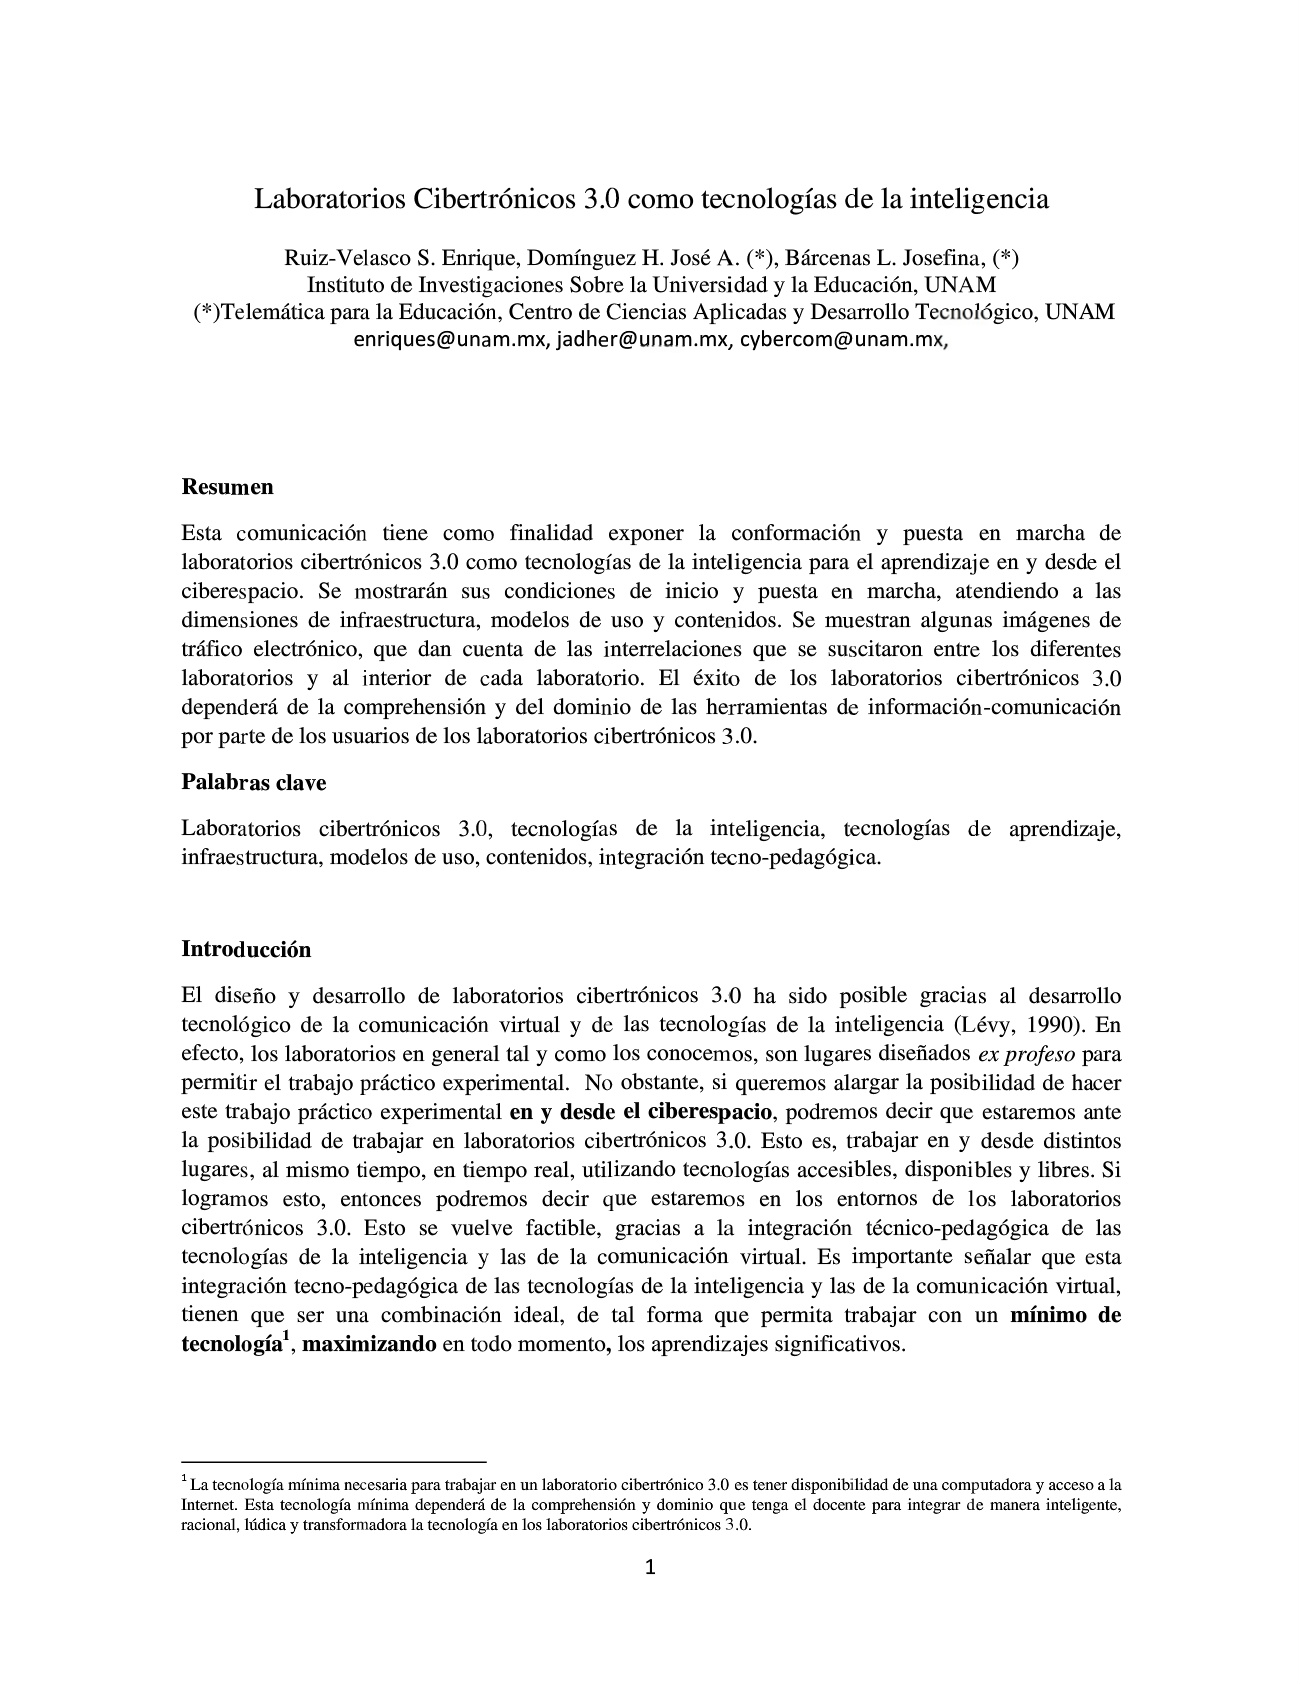 Laboratorios Cibertrónicos 3.0 como tecnologías de la inteligencia
Ruiz-Velasco S. Enrique, Domínguez H. José A. (*), Bárcenas L. Josefina, (*)
Instituto de Investigaciones Sobre la Universidad y la Educación, UNAM
(*)Telemática para la Educación, Centro de Ciencias Aplicadas y Desarrollo Tecnológico, UNAM
enriques@unam.mx, jadher@unam.mx, cybercom@unam.mx,
Resumen
Esta comunicación tiene como finalidad exponer la conformación y puesta en marcha de
laboratorios cibertrónicos 3.0 como tecnologías de la inteligencia para el aprendizaje en y desde el
ciberespacio. Se mostrarán sus condiciones de inicio y puesta en marcha, atendiendo a las
dimensiones de infraestructura, modelos de uso y contenidos. Se muestran algunas imágenes de
tráfico electrónico, que dan cuenta de las interrelaciones que se suscitaron entre los diferentes
laboratorios y al interior de cada laboratorio. El éxito de los laboratorios cibertrónicos 3.0
dependerá de la comprehensión y del dominio de las herramientas de información-comunicación
por parte de los usuarios de los laboratorios cibertrónicos 3.0.
Palabras clave
Laboratorios cibertrónicos 3.0, tecnologías de la inteligencia, tecnologías de aprendizaje,
infraestructura, modelos de uso, contenidos, integración tecno-pedagógica.
Introducción
El diseño y desarrollo de laboratorios cibertrónicos 3.0 ha sido posible gracias al desarrollo
tecnológico de la comunicación virtual y de las tecnologías de la inteligencia (Lévy, 1990). En
efecto, los laboratorios en general tal y como los conocemos, son lugares diseñados ex profeso para
permitir el trabajo práctico experimental. No obstante, si queremos alargar la posibilidad de hacer
este trabajo práctico experimental en y desde el ciberespacio, podremos decir que estaremos ante
la posibilidad de trabajar en laboratorios cibertrónicos 3.0. Esto es, trabajar en y desde distintos
lugares, al mismo tiempo, en tiempo real, utilizando tecnologías accesibles, disponibles y libres. Si
logramos esto, entonces podremos decir que estaremos en los entornos de los laboratorios
cibertrónicos 3.0. Esto se vuelve factible, gracias a la integración técnico-pedagógica de las
tecnologías de la inteligencia y las de la comunicación virtual. Es importante señalar que esta
integración tecno-pedagógica de las tecnologías de la inteligencia y las de la comunicación virtual,
tienen que ser una combinación ideal, de tal forma que permita trabajar con un mínimo de
tecnología1, maximizando en todo momento, los aprendizajes significativos.
1 La tecnología mínima necesaria para trabajar en un laboratorio cibertrónico 3.0 es tener disponibilidad de una computadora y acceso a la
Internet. Esta tecnología mínima dependerá de la comprehensión y dominio que tenga el docente para integrar de manera inteligente,
racional, lúdica y transformadora la tecnología en los laboratorios cibertrónicos 3.0.
1